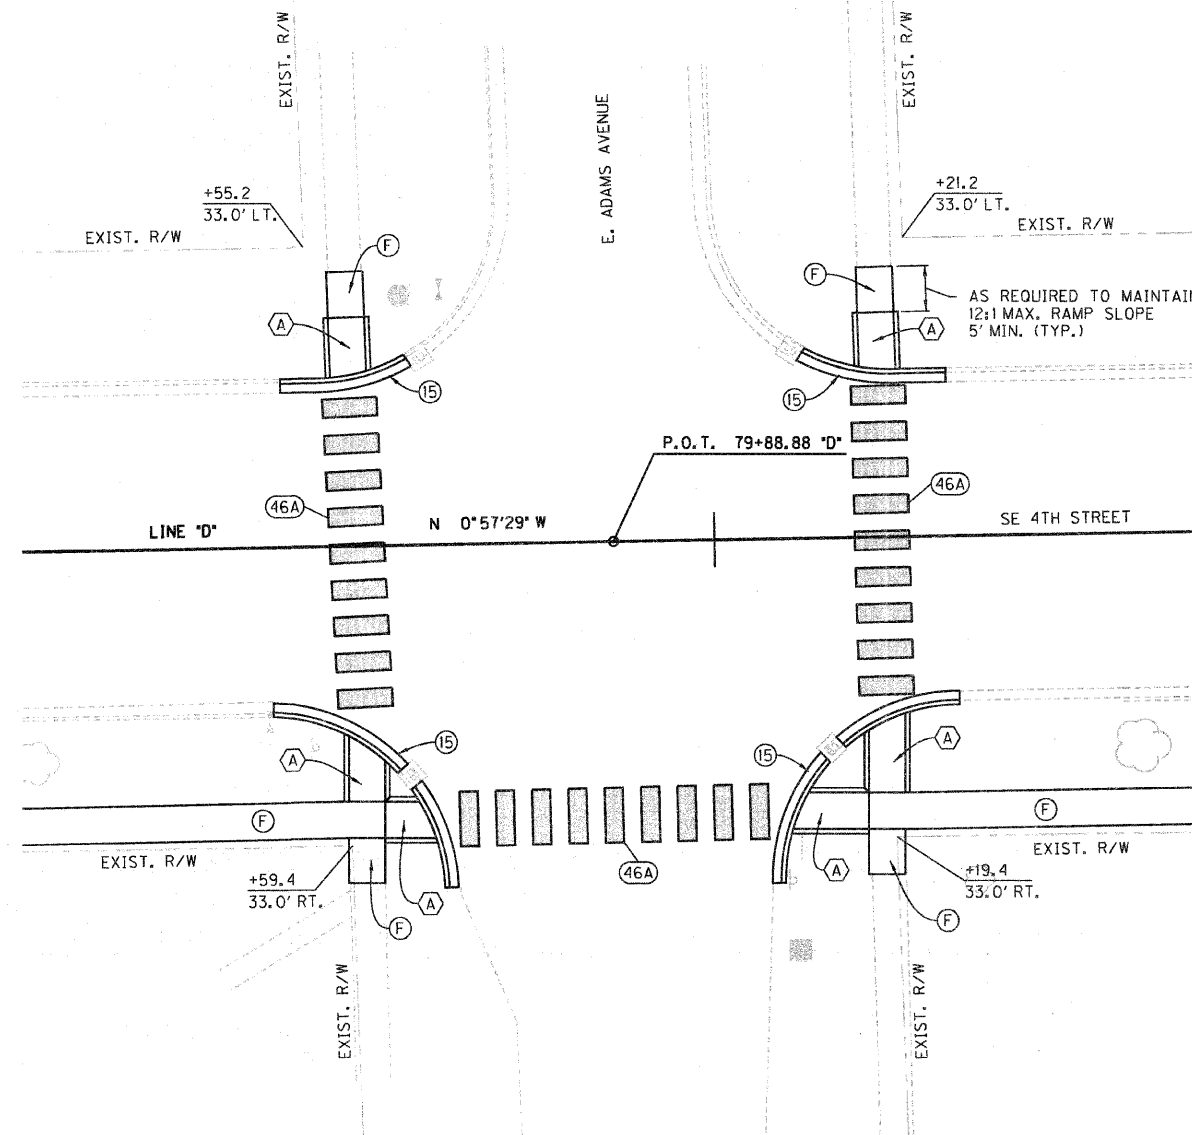 EXIST. R/W
EXIST. R/W
E. ADAMS AVENUE
+55.2
33.0' LT.
+21.2
33.0' LT.
EXIST. R/W
EXIST. R/W
F
F
AS REQUIRED TO MAINTAIN
12:1 MAX. RAMP SLOPE
5' MIN. (TYP.)
A
A
15
15
P.O.T. 79+88.88 "D"
46A
46A
LINE "D"
N 0°57'29" W
SE 4TH STREET
15
15
A
A
F
F
EXIST. R/W
EXIST. R/W
46A
A
A
+59.4
33.0' RT.
+19.4
33.0' RT.
F
F
EXIST. R/W
EXIST. R/W